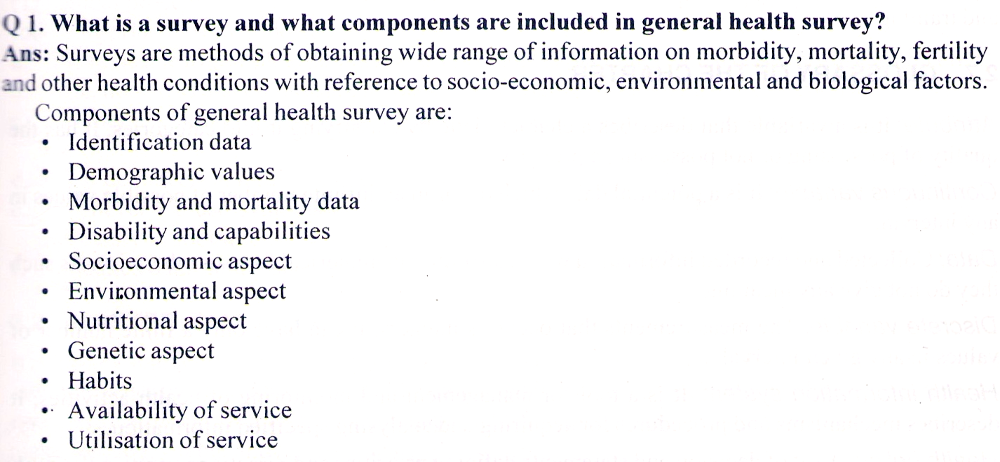 Q 1. What is a survey and what components are included in general health survey?
Ans: Surveys are methods of obtaining wide range of information on morbidity, mortality, fertility
and other health conditions with reference to socio-economic, environmental and biological factors.
Components of general health survey are:
• Identification data
• Demographic values
• Morbidity and mortality data
• Disability and capabilities
• Socioeconomic aspect
• Environmental aspect
• Nutritional aspect
• Genetic aspect
• Habits
• Availability of service
• Utilisation of service